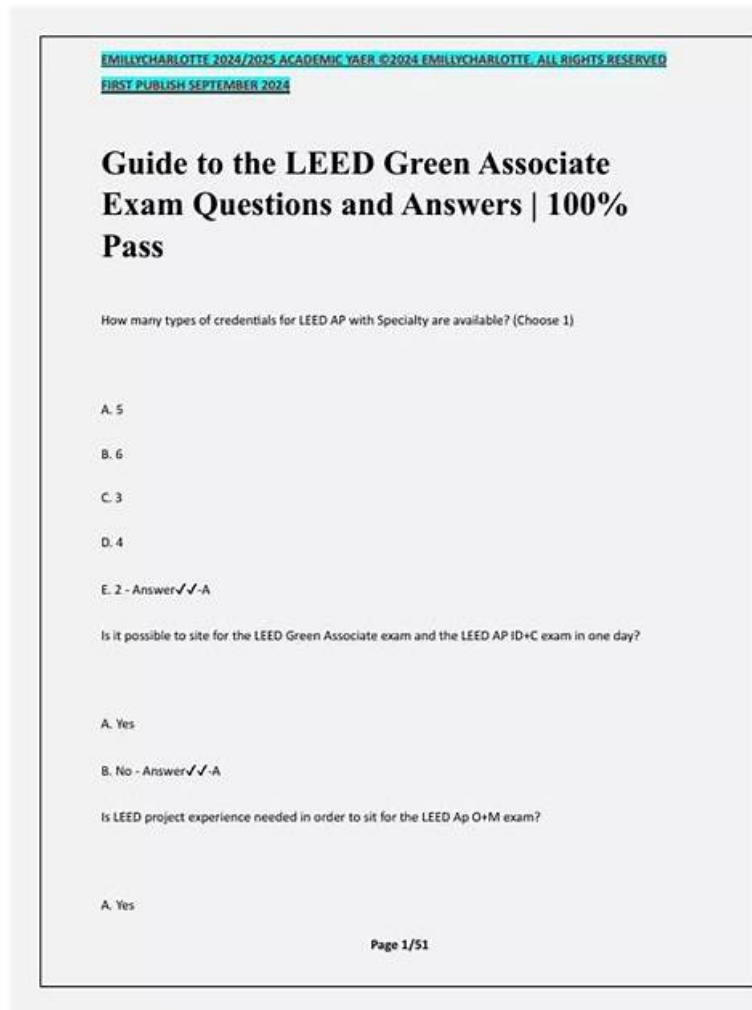 EMILLYCHARLOTTE 2024/2025 ACADEMIC YAER ©2024 EMILLYCHARLOTTE. ALL RIGHTS RESERVED
FIRST PUBLISH SEPTEMBER 2024
Guide to the LEED Green Associate
Exam Questions and Answers | 100%
Pass
How many types of credentials for LEED AP with Specialty are available? (Choose 1)
A. 5
B. 6
C. 3
D. 4
E. 2 - Answer✓✓-A
Is it possible to site for the LEED Green Associate exam and the LEED AP ID+C exam in one day?
A. Yes
B. No - Answer✓✓-A
Is LEED project experience needed in order to sit for the LEED Ap O+M exam?
A. Yes
Page 1/51